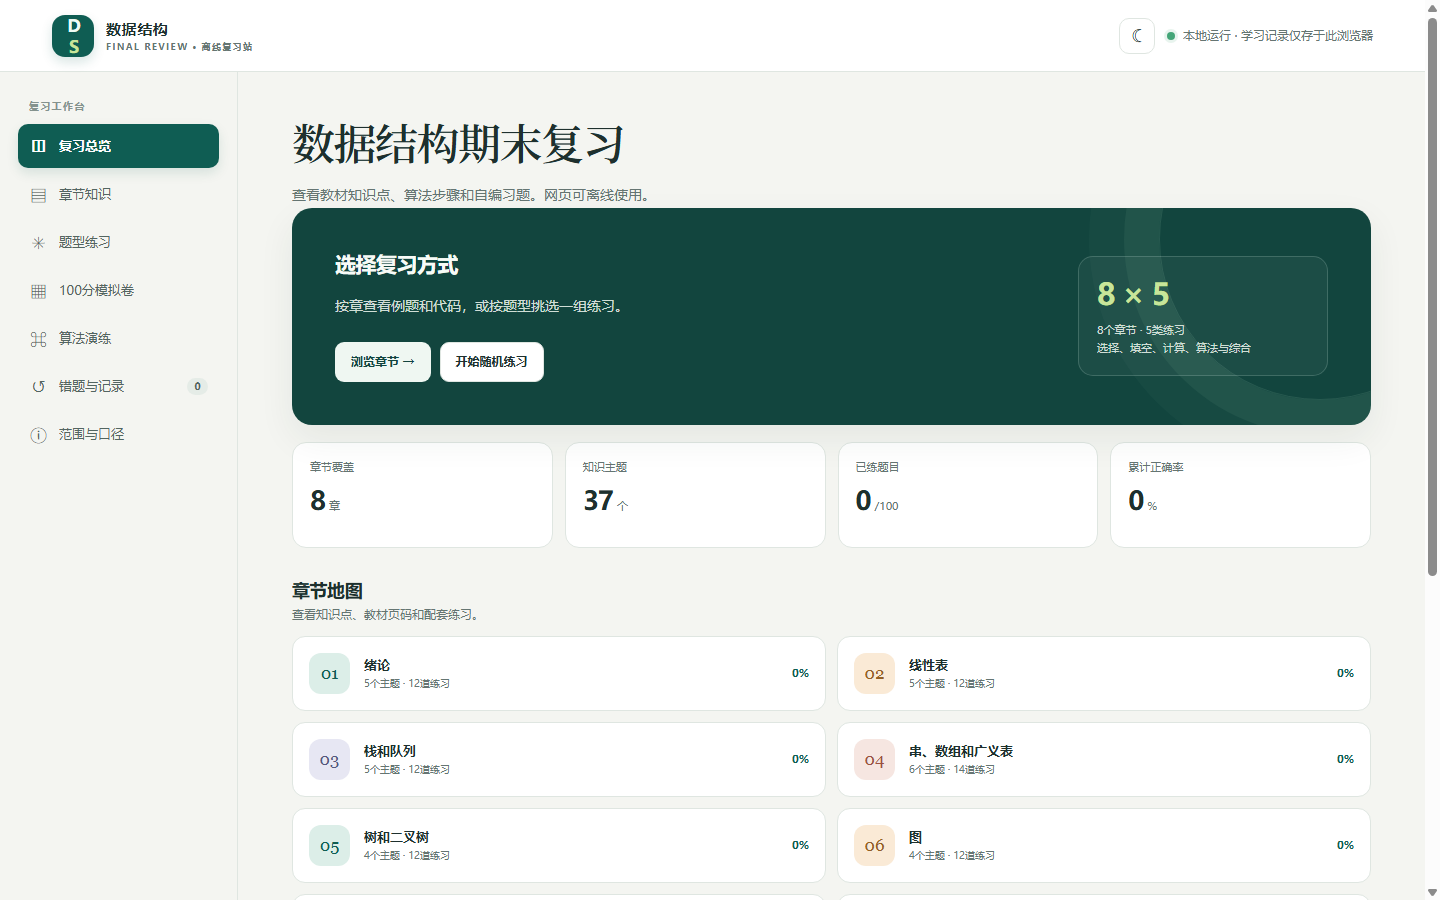 DS
数据结构
FINAL REVIEW • 离线复习站
本地运行 · 学习记录仅存于此浏览器
复习工作台
复习总览
章节知识
题型练习
100分模拟卷
算法演练
错题与记录
0
范围与口径
数据结构期末复习
查看教材知识点、算法步骤和自编习题。网页可离线使用。
选择复习方式
按章查看例题和代码，或按题型挑选一组练习。
浏览章节 →
开始随机练习
8 × 5
8个章节 · 5类练习
选择、填空、计算、算法与综合
章节覆盖
8 章
知识主题
37 个
已练题目
0 /100
累计正确率
0 %
章节地图
查看知识点、教材页码和配套练习。
01
绪论
5个主题 · 12道练习
0%
02
线性表
5个主题 · 12道练习
0%
03
栈和队列
5个主题 · 12道练习
0%
04
串、数组和广义表
6个主题 · 14道练习
0%
05
树和二叉树
4个主题 · 12道练习
0%
06
图
4个主题 · 12道练习
0%